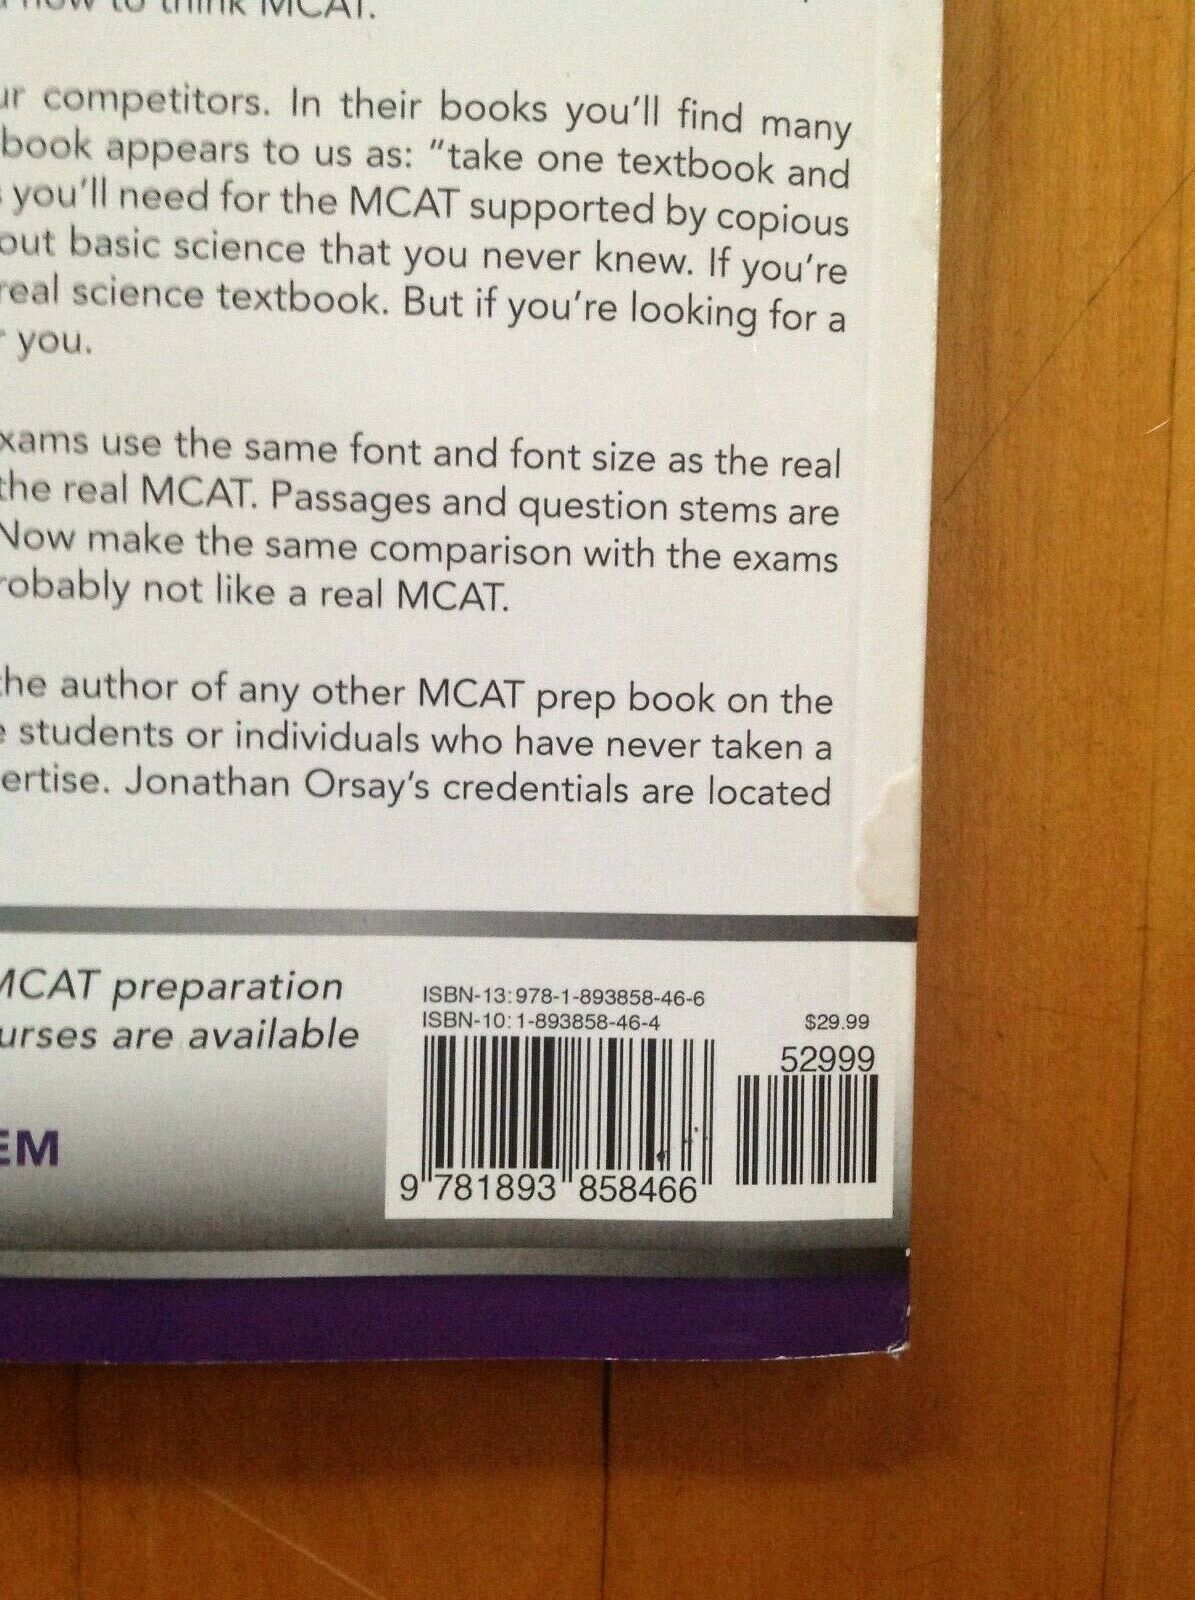 how to think MCAT.
competitors. In their books you'll find many
book appears to us as: "take one textbook and
you'll need for the MCAT supported by copious
out basic science that you never knew. If you're
real science textbook. But if you're looking for a
you.
xams use the same font and font size as the real
the real MCAT. Passages and question stems are
Now make the same comparison with the exams
robably not like a real MCAT.
the author of any other MCAT prep book on the
students or individuals who have never taken a
ertise. Jonathan Orsay's credentials are located
MCAT preparation
urses are available
EM
ISBN-13: 978-1-893858-46-6
ISBN-10: 1-893858-46-4
$29.99
52999
9 781893 858466